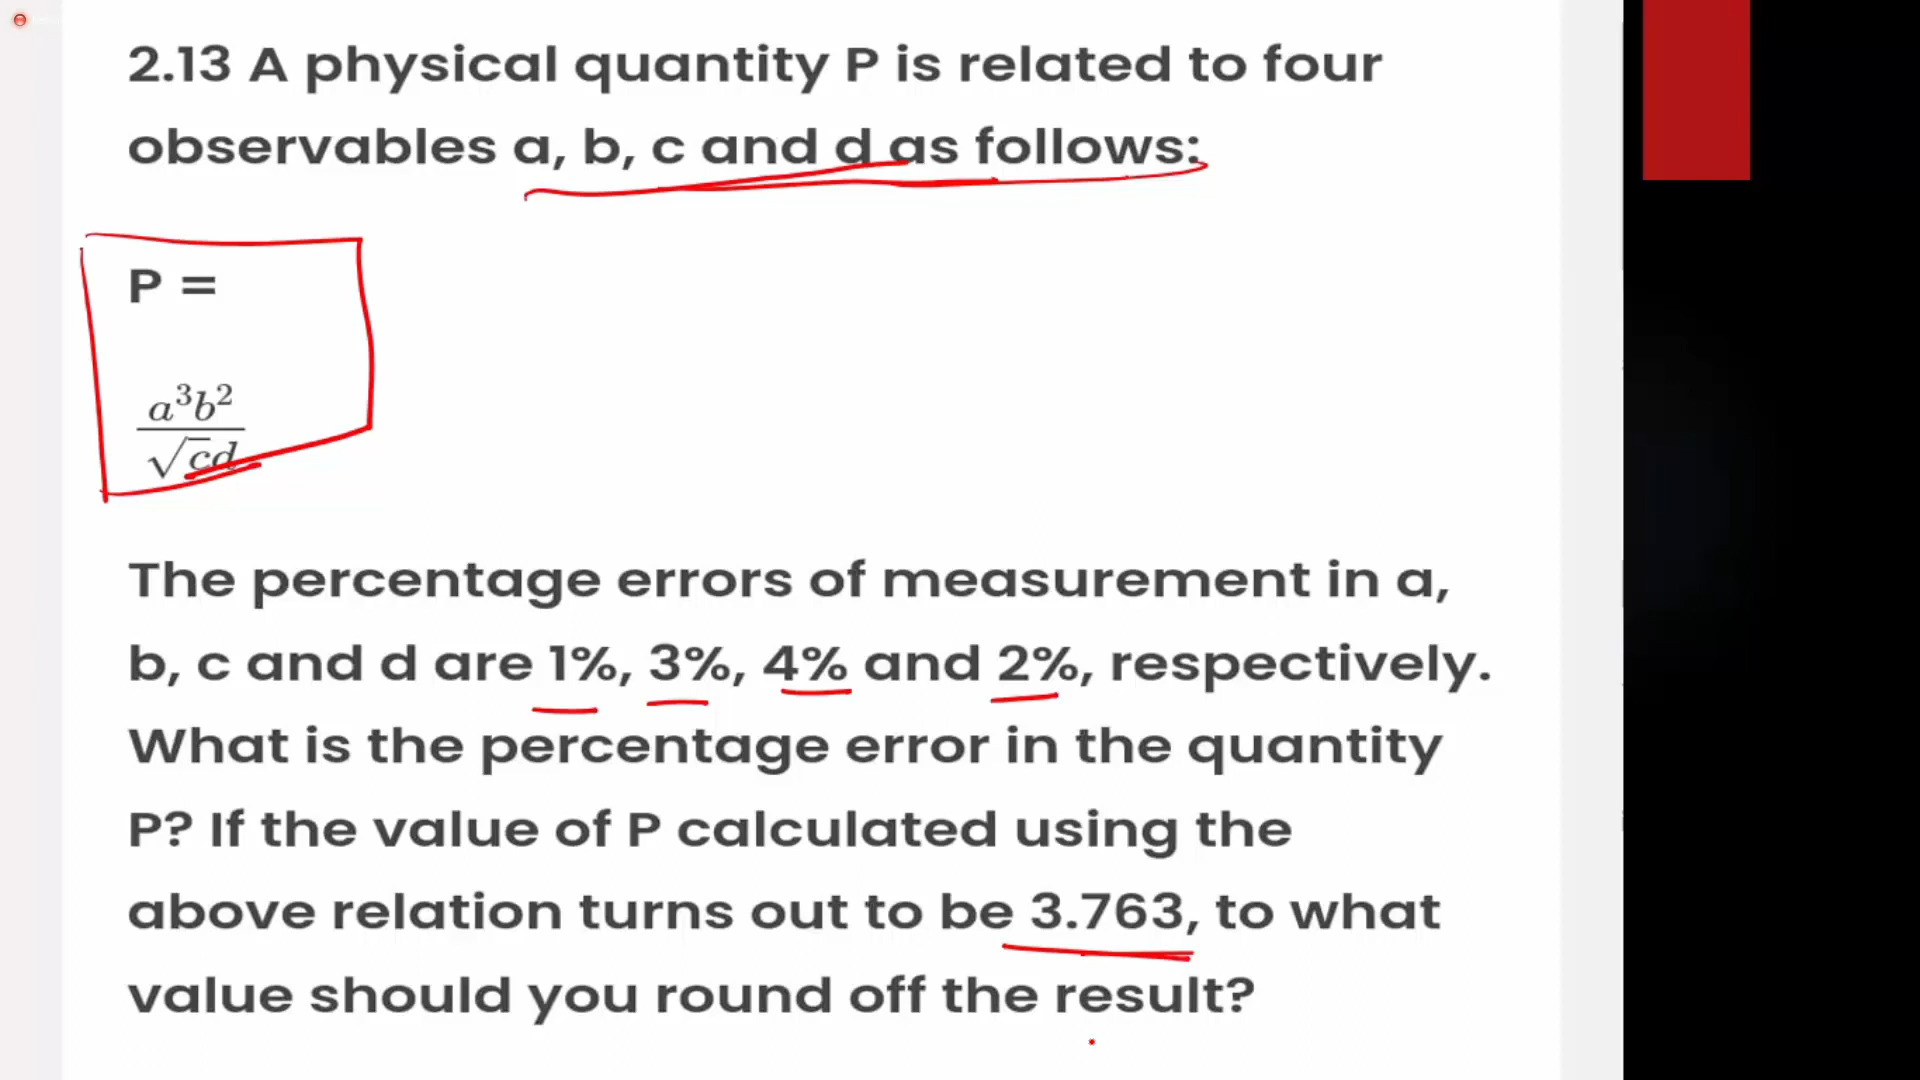 2.13 A physical quantity P is related to four
observables a, b, c and d as follows:
P =
a³b²
√cd
The percentage errors of measurement in a,
b, c and d are 1%, 3%, 4% and 2%, respectively.
What is the percentage error in the quantity
P? If the value of P calculated using the
above relation turns out to be 3.763, to what
value should you round off the result?